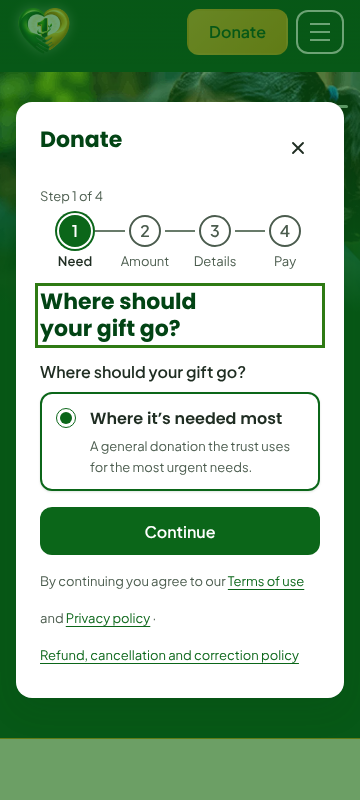 Donate
Donate
Step 1 of 4
1
2
3
4
Need
Amount
Details
Pay
Where should
your gift go?
Where should your gift go?
Where it's needed most
A general donation the trust uses
for the most urgent needs.
Continue
By continuing you agree to our Terms of use
and Privacy policy ·
Refund, cancellation and correction policy